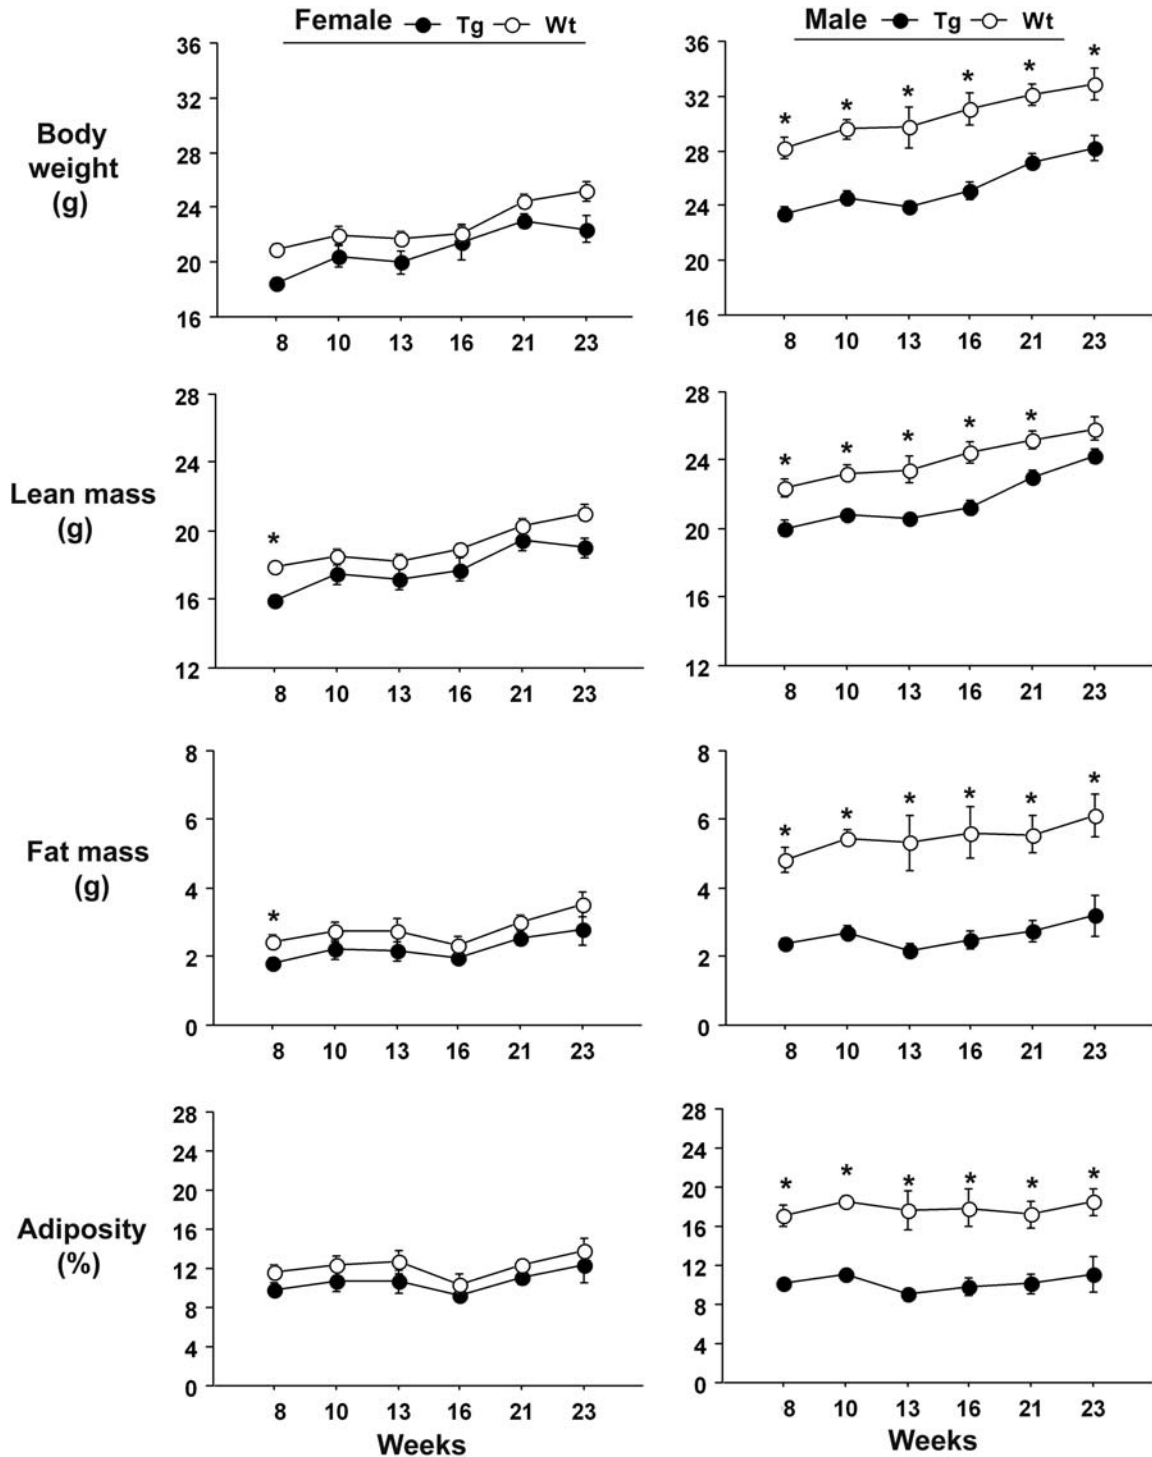 Female Tg Wt
Male Tg Wt
Body
weight
(g)
36
32
28
24
20
16
8 10 13 16 21 23
36
32
28
24
20
16
* * * * * *
8 10 13 16 21 23
Lean mass
(g)
28
24
20
16
12
*
8 10 13 16 21 23
28
24
20
16
12
* * * * *
8 10 13 16 21 23
Fat mass
(g)
8
6
4
2
0
*
8 10 13 16 21 23
8
6
4
2
0
* * * * * *
8 10 13 16 21 23
Adiposity
(%)
28
24
20
16
12
8
4
0
8 10 13 16 21 23
Weeks
28
24
20
16
12
8
4
0
* * * * * *
8 10 13 16 21 23
Weeks